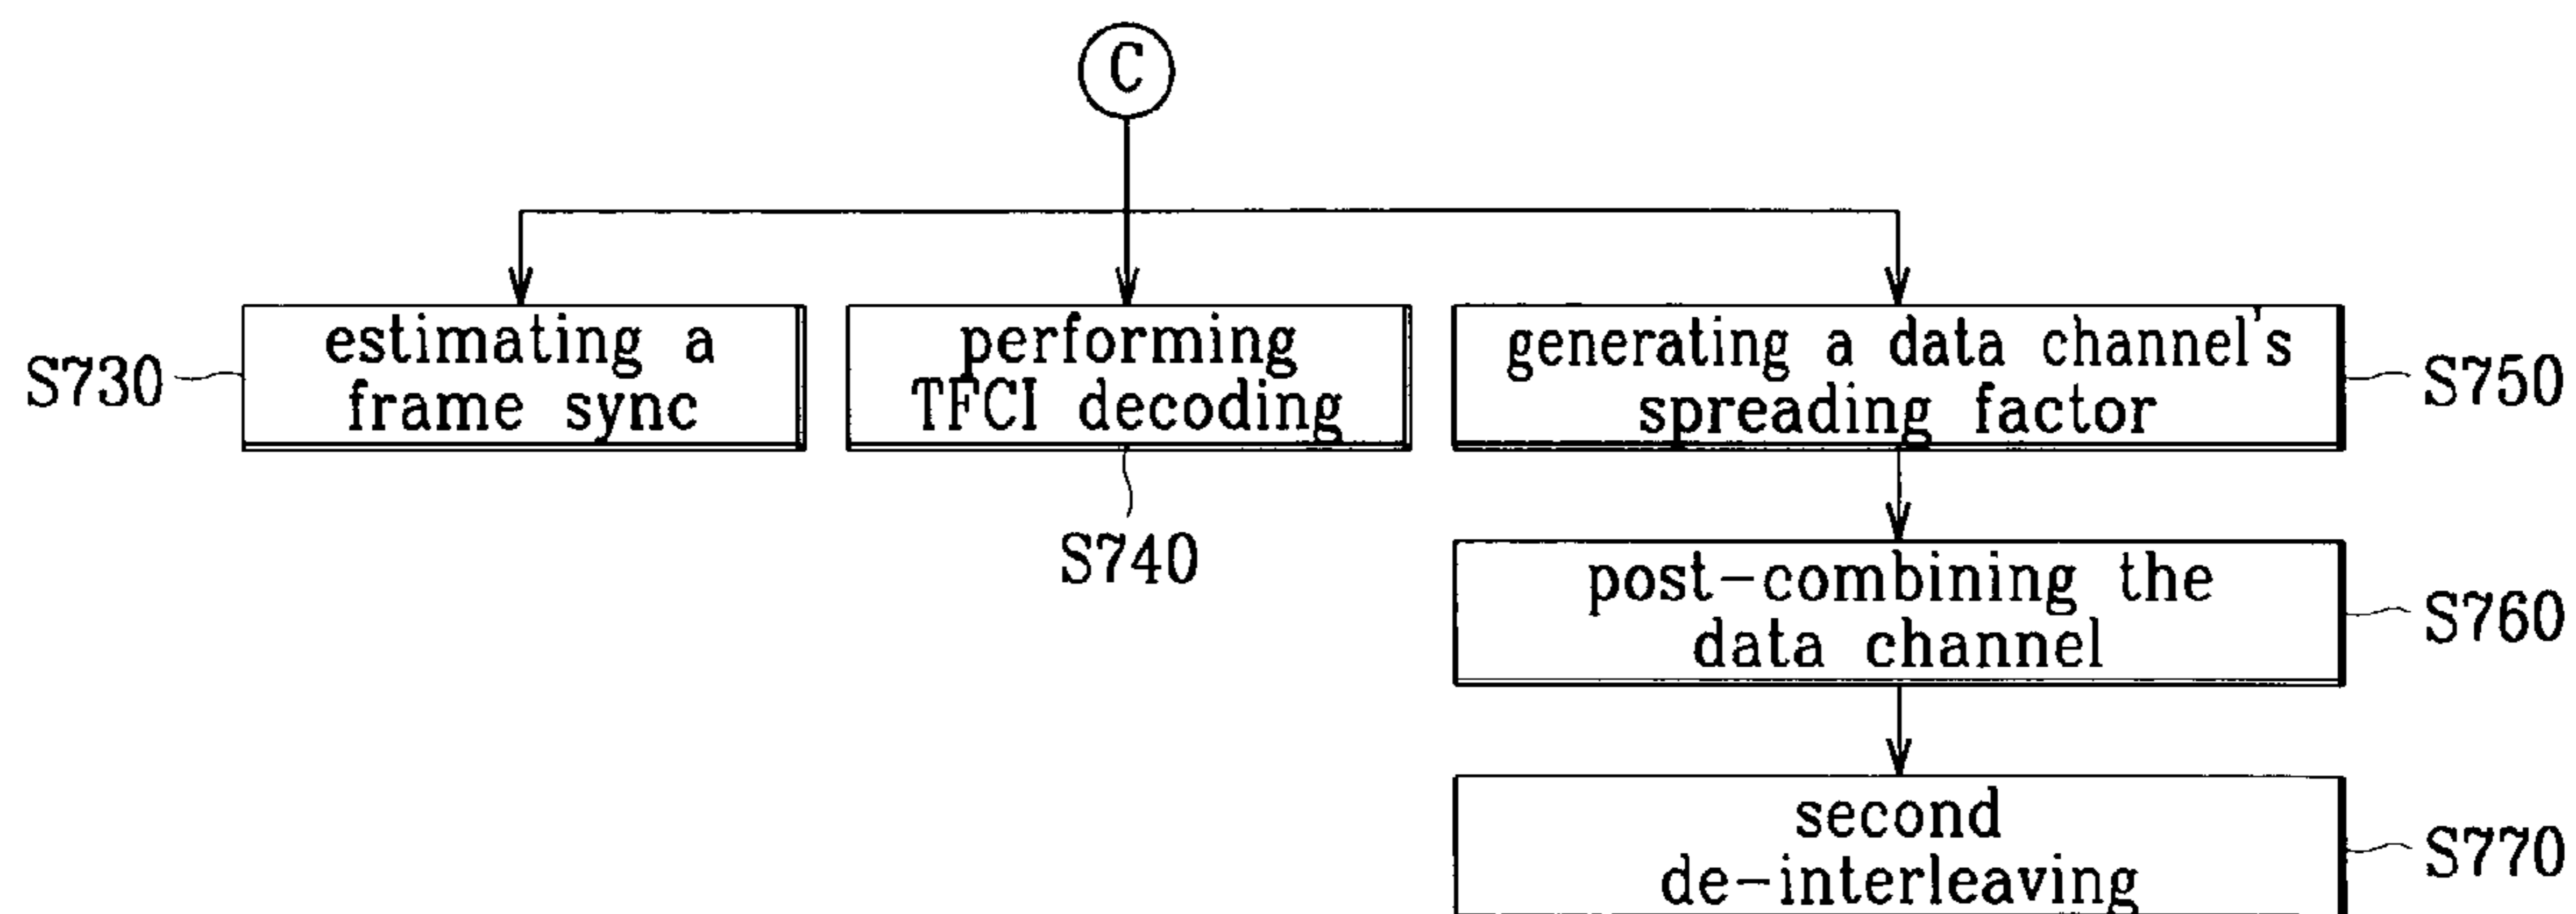 C
S730
estimating a
frame sync
performing
TFCI decoding
S740
generating a data channel's
spreading factor
S750
post-combining the
data channel
S760
second
de-interleaving
S770